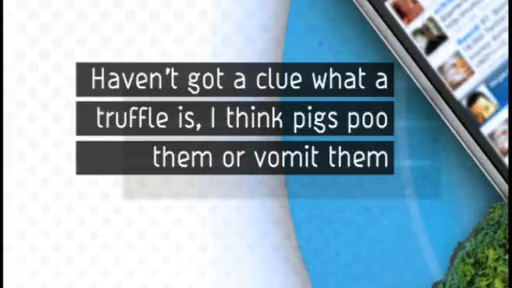 Haven't got a clue what a
truffle is, I think pigs poo
them or vomit them